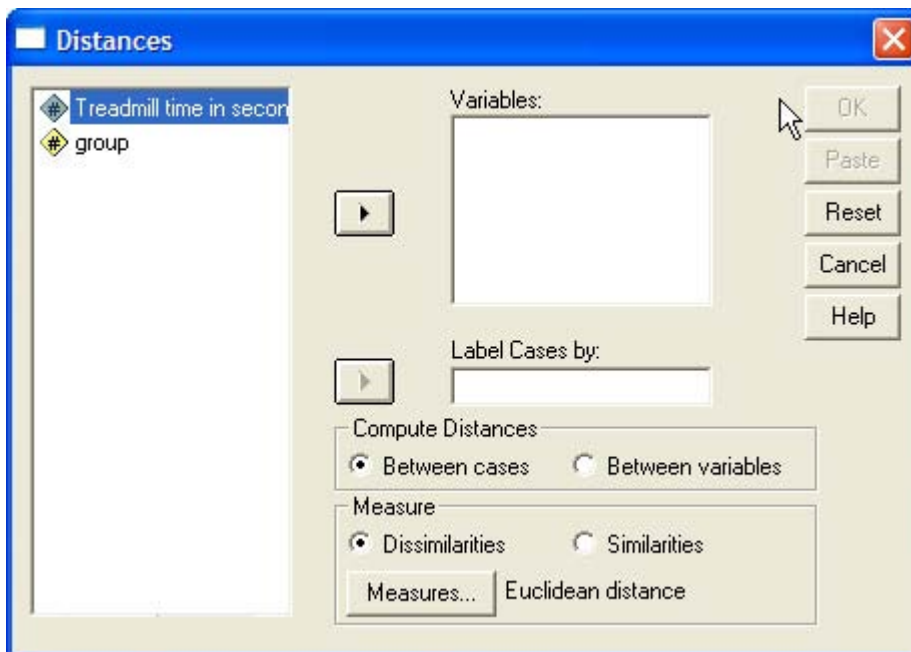 Distances
Treadmill time in secon
group
Variables:
OK
Paste
Reset
Cancel
Help
Label Cases by:
Compute Distances
Between cases Between variables
Measure
Dissimilarities Similarities
Measures... Euclidean distance